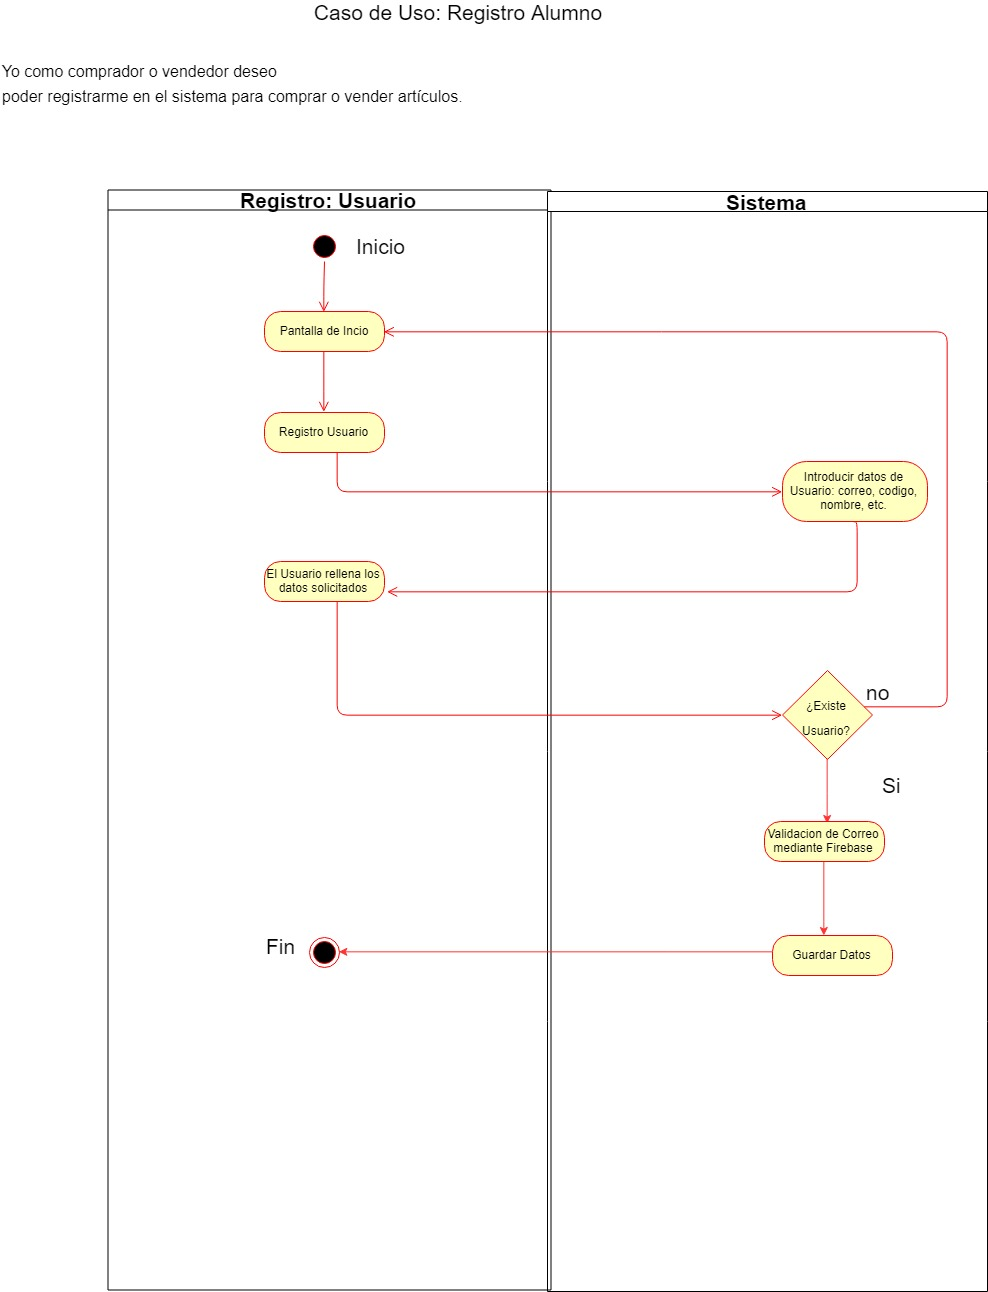 Caso de Uso: Registro Alumno
Yo como comprador o vendedor deseo
poder registrarme en el sistema para comprar o vender artículos.
Registro: Usuario
Sistema
Inicio
Pantalla de Incio
Registro Usuario
Introducir datos de
Usuario: correo, codigo,
nombre, etc.
El Usuario rellena los
datos solicitados
no
¿Existe
Usuario?
Si
Validacion de Correo
mediante Firebase
Fin
Guardar Datos